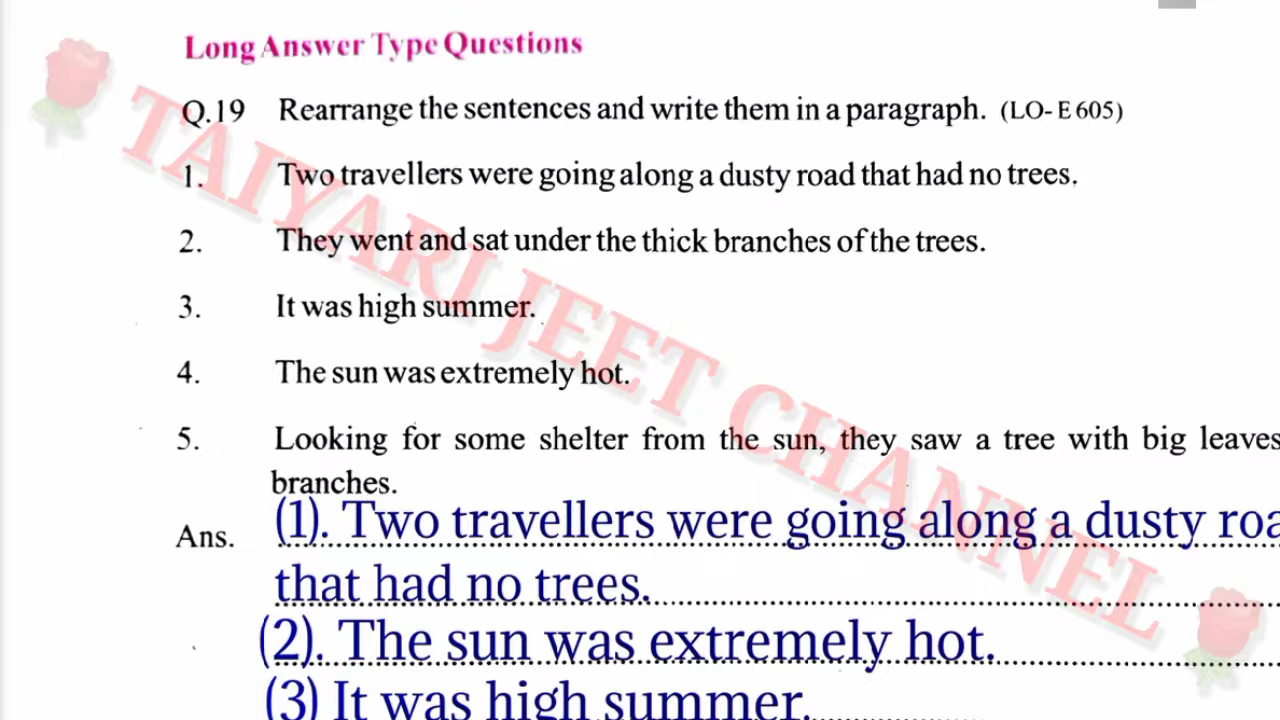 Long Answer Type Questions
Q.19 Rearrange the sentences and write them in a paragraph. (LO- E 605)
1. Two travellers were going along a dusty road that had no trees.
2. They went and sat under the thick branches of the trees.
3. It was high summer.
4. The sun was extremely hot.
5. Looking for some shelter from the sun, they saw a tree with big leaves
branches.
Ans. (1). Two travellers were going along a dusty roa
that had no trees.
(2). The sun was extremely hot.
(3) It was high summer.
TAIYARI JEET CHANNEL